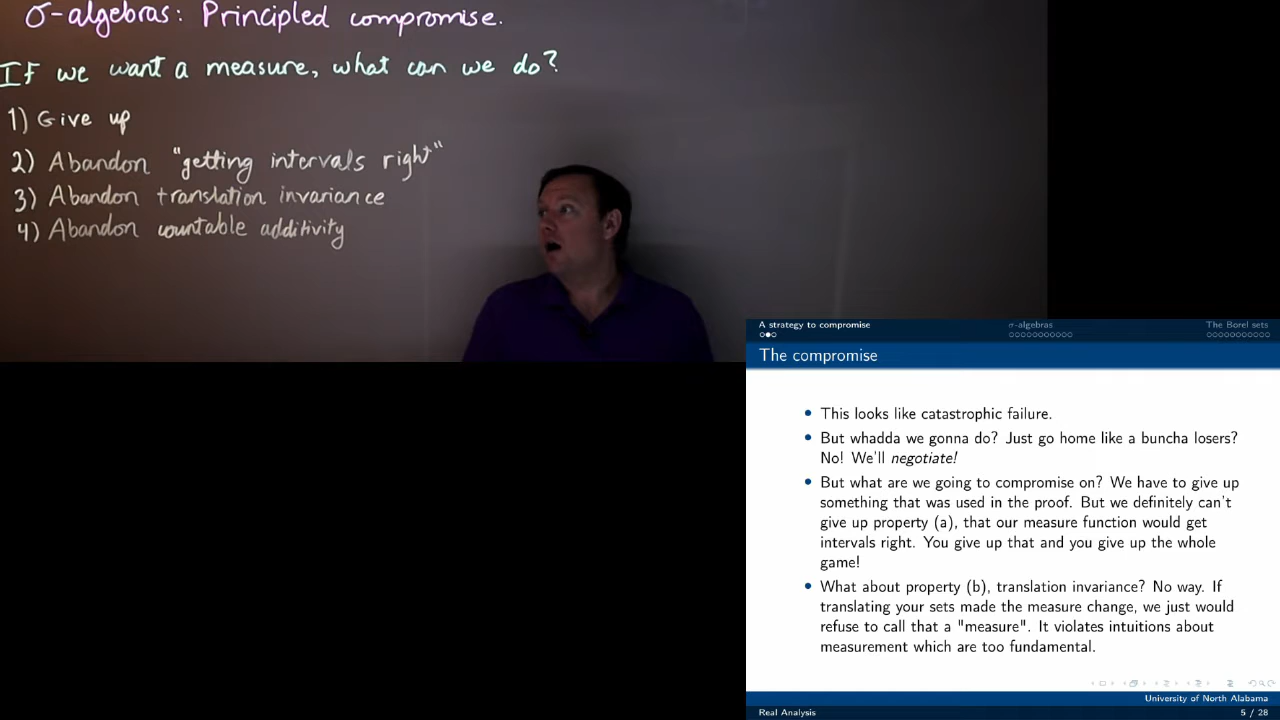 σ-algebras: Principled compromise.
If we want a measure, what can we do?
1) Give up
2) Abandon "getting intervals right"
3) Abandon translation invariance
4) Abandon countable additivity
A strategy to compromise
σ-algebras
The Borel sets
The compromise
• This looks like catastrophic failure.
• But whadda we gonna do? Just go home like a buncha losers?
No! We'll negotiate!
• But what are we going to compromise on? We have to give up
something that was used in the proof. But we definitely can't
give up property (a), that our measure function would get
intervals right. You give up that and you give up the whole
game!
• What about property (b), translation invariance? No way. If
translating your sets made the measure change, we just would
refuse to call that a "measure". It violates intuitions about
measurement which are too fundamental.
University of North Alabama
Real Analysis
5 / 28